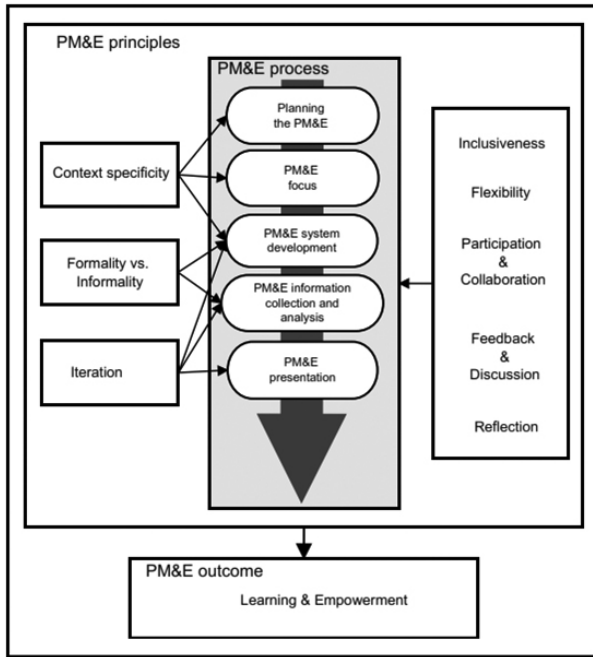 PM&E principles
PM&E process
Planning
the PM&E
PM&E
focus
PM&E system
development
PM&E information
collection and
analysis
PM&E
presentation
Context specificity
Formality vs.
Informality
Iteration
Inclusiveness
Flexibility
Participation
&
Collaboration
Feedback
&
Discussion
Reflection
PM&E outcome
Learning & Empowerment